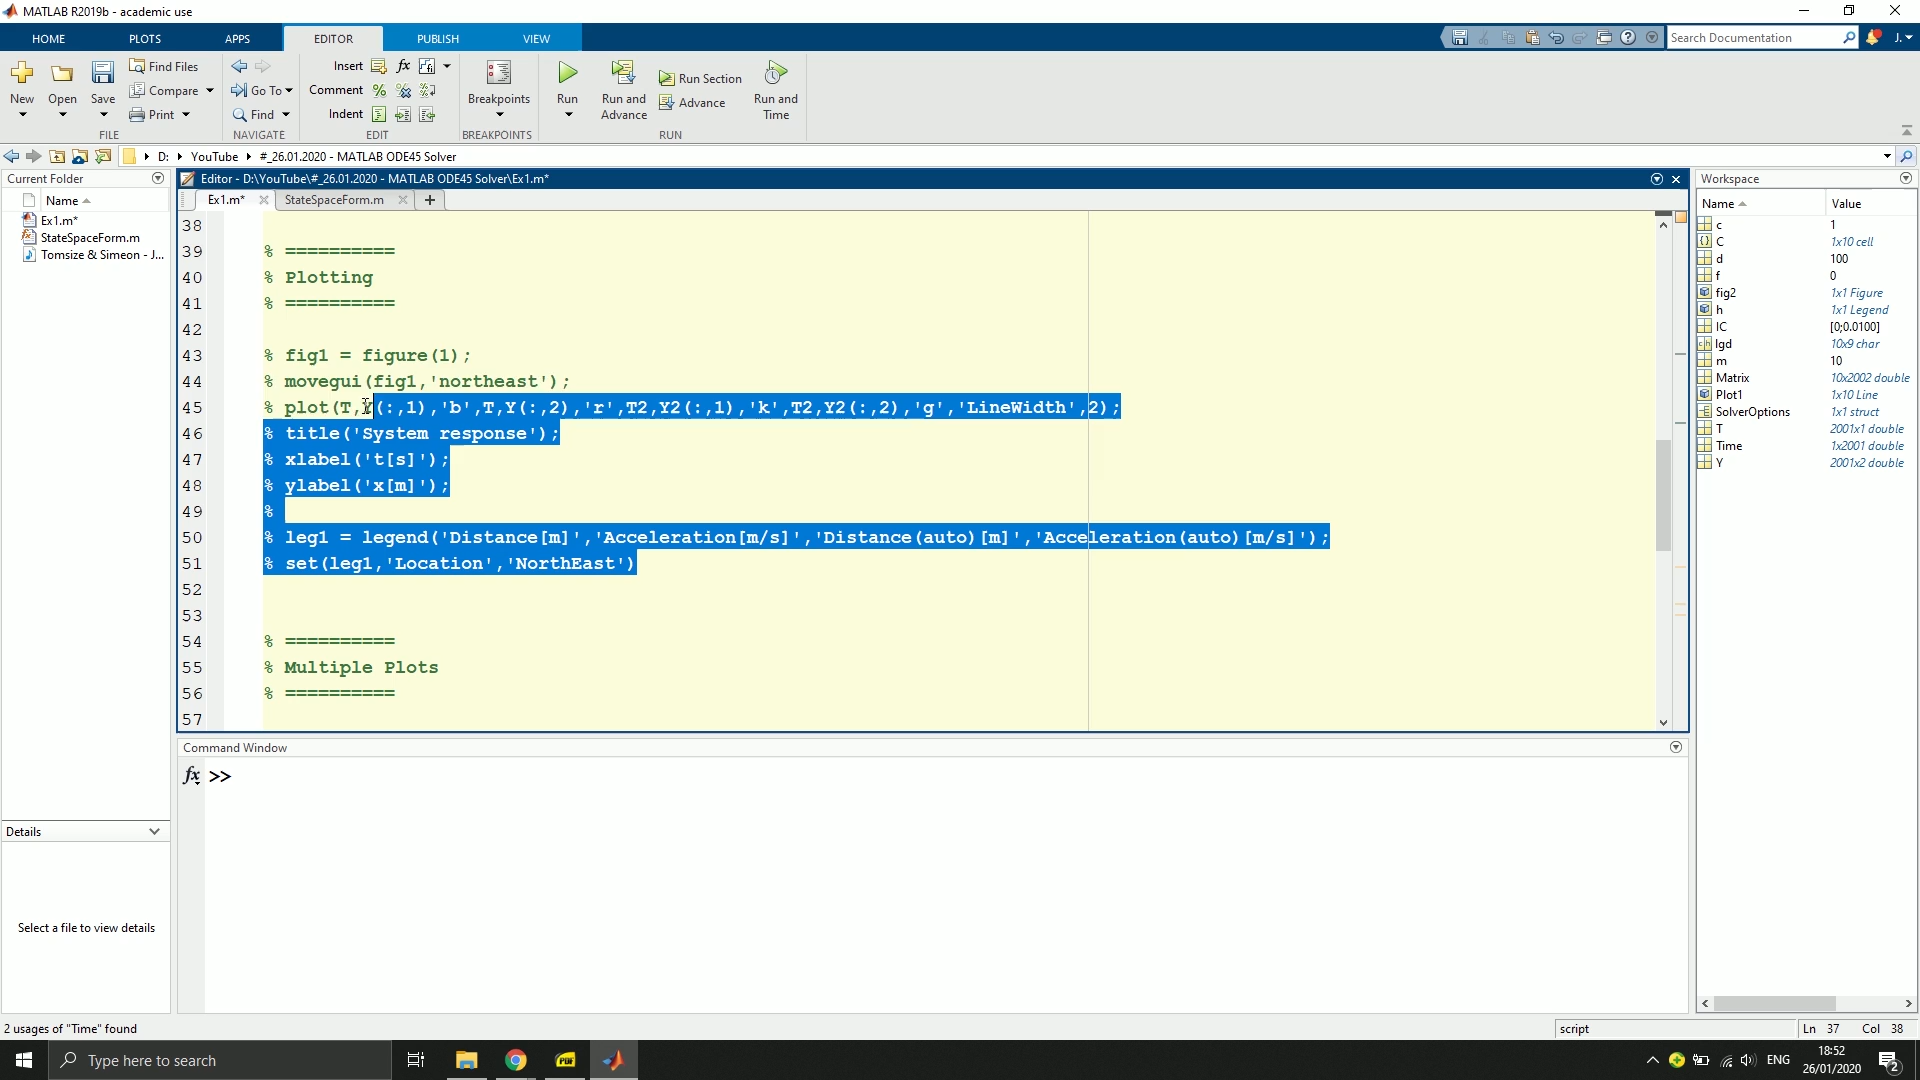 MATLAB R2019b - academic use
HOME PLOTS APPS EDITOR PUBLISH VIEW Search Documentation J.
New Open Save Find Files Compare Print FILE
Go To Find NAVIGATE
Insert fx Comment Indent EDIT
Breakpoints BREAKPOINTS
Run Run and Advance Run Section Advance Run and Time RUN
D: YouTube #_26.01.2020 - MATLAB ODE45 Solver
Current Folder
Name
Ex1.m*
StateSpaceForm.m
Tomsize & Simeon - J...
Details
Select a file to view details
Editor - D:\YouTube\#_26.01.2020 - MATLAB ODE45 Solver\Ex1.m*
Ex1.m* StateSpaceForm.m +
38
39 % ==========
40 % Plotting
41 % ==========
42
43 % fig1 = figure(1);
44 % movegui(fig1,'northeast');
45 % plot(T,Y(:,1),'b',T,Y(:,2),'r',T2,Y2(:,1),'k',T2,Y2(:,2),'g','LineWidth',2);
46 % title('System response');
47 % xlabel('t[s]');
48 % ylabel('x[m]');
49 %
50 % leg1 = legend('Distance[m]','Acceleration[m/s]','Distance(auto)[m]','Acceleration(auto)[m/s]');
51 % set(leg1,'Location','NorthEast')
52
53
54 % ==========
55 % Multiple Plots
56 % ==========
57
Command Window
fx >>
Workspace
Name Value
c 1
C 1x10 cell
d 100
f 0
fig2 1x1 Figure
h 1x1 Legend
IC [0;0.0100]
lgd 10x9 char
m 10
Matrix 10x2002 double
Plot1 1x10 Line
SolverOptions 1x1 struct
T 2001x1 double
Time 1x2001 double
Y 2001x2 double
2 usages of "Time" found
script Ln 37 Col 38
Type here to search
PDF
ENG
18:52
26/01/2020
2